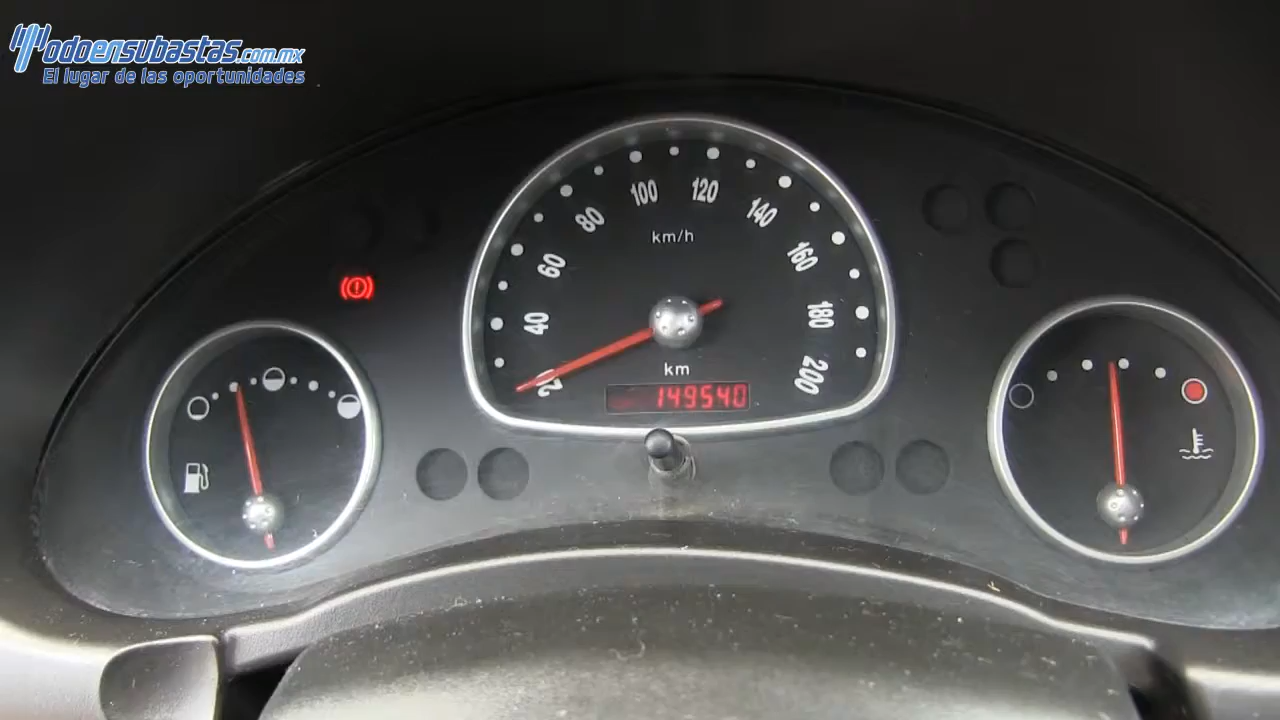 Todoensubastas.com.mx
El lugar de las oportunidades
100 120
80 140
km/h
60 160
40 180
km
20 200
149540